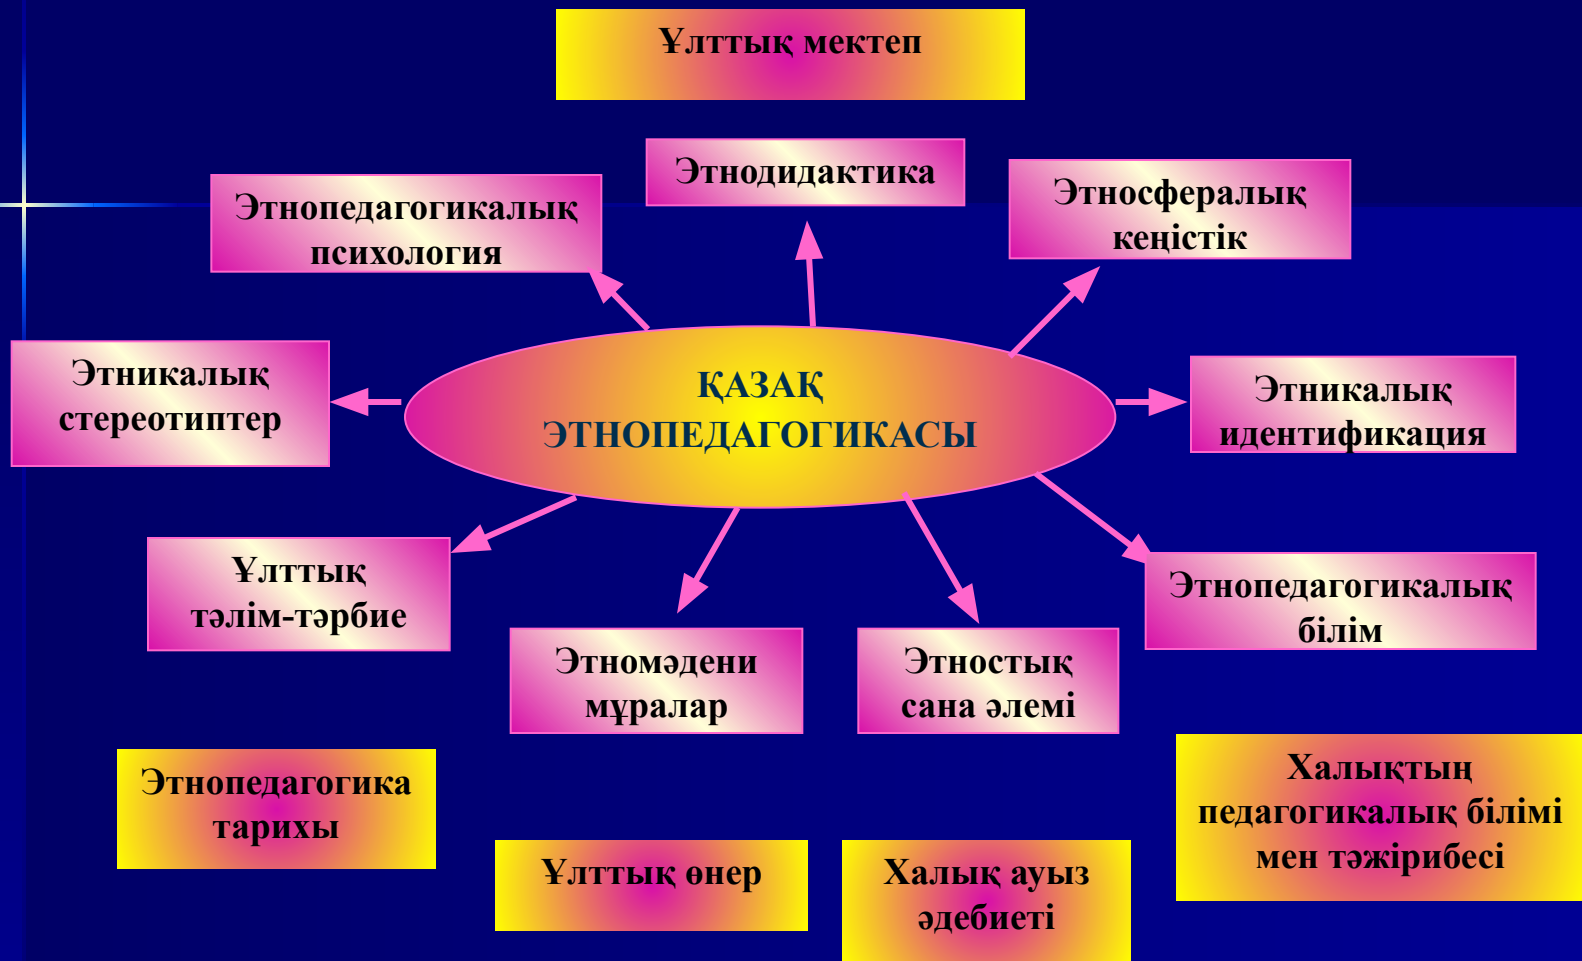 Ұлттық мектеп
Этнодидактика
Этнопедагогикалық
психология
Этносфералық
кеңістік
Этникалық
стереотиптер
ҚАЗАҚ
ЭТНОПЕДАГОГИКАСЫ
Этникалық
идентификация
Ұлттық
тәлім-тәрбие
Этнопедагогикалық
білім
Этномәдени
мұралар
Этностық
сана әлемі
Этнопедагогика
тарихы
Ұлттық өнер
Халық ауыз
әдебиеті
Халықтың
педагогикалық білімі
мен тәжірибесі